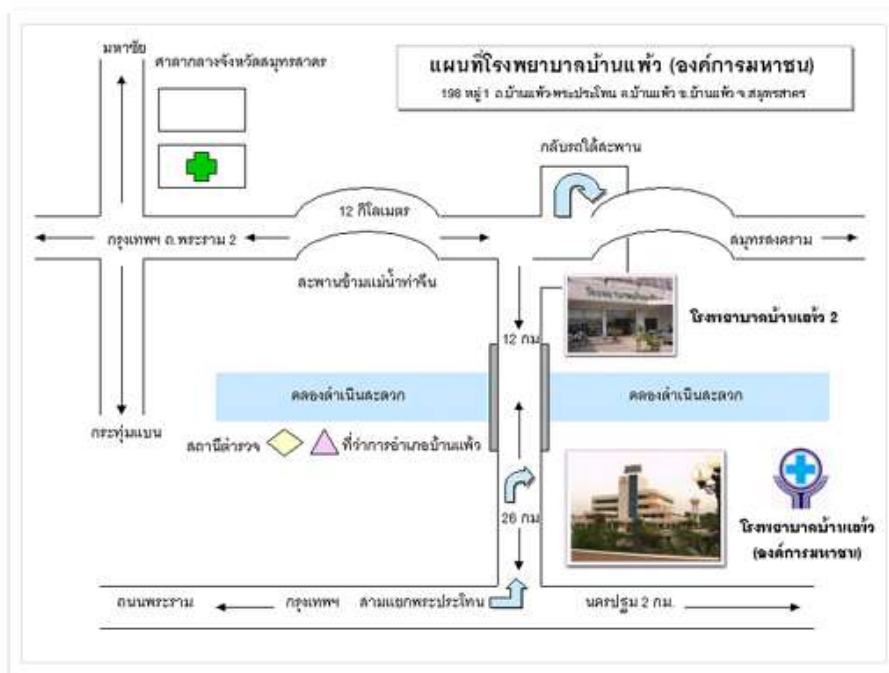 มหาชัย
ศาลากลางจังหวัดสมุทรสาคร
แผนที่โรงพยาบาลบ้านแพ้ว (องค์การมหาชน)
198 หมู่ 1 ถ.บ้านแพ้ว-พระประโทน ต.บ้านแพ้ว อ.บ้านแพ้ว จ.สมุทรสาคร
กลับรถใต้สะพาน
12 กิโลเมตร
กรุงเทพฯ ถ.พระราม 2
สมุทรสงคราม
สะพานข้ามแม่น้ำท่าจีน
โรงพยาบาลบ้านแพ้ว 2
12 กม
คลองดำเนินสะดวก
คลองดำเนินสะดวก
กระทุ่มแบน
สถานีตำรวจ
ที่ว่าการอำเภอบ้านแพ้ว
26 กม
โรงพยาบาลบ้านแพ้ว
(องค์การมหาชน)
ถนนพระราม
กรุงเทพฯ
สามแยกพระประโทน
นครปฐม 2 กม.